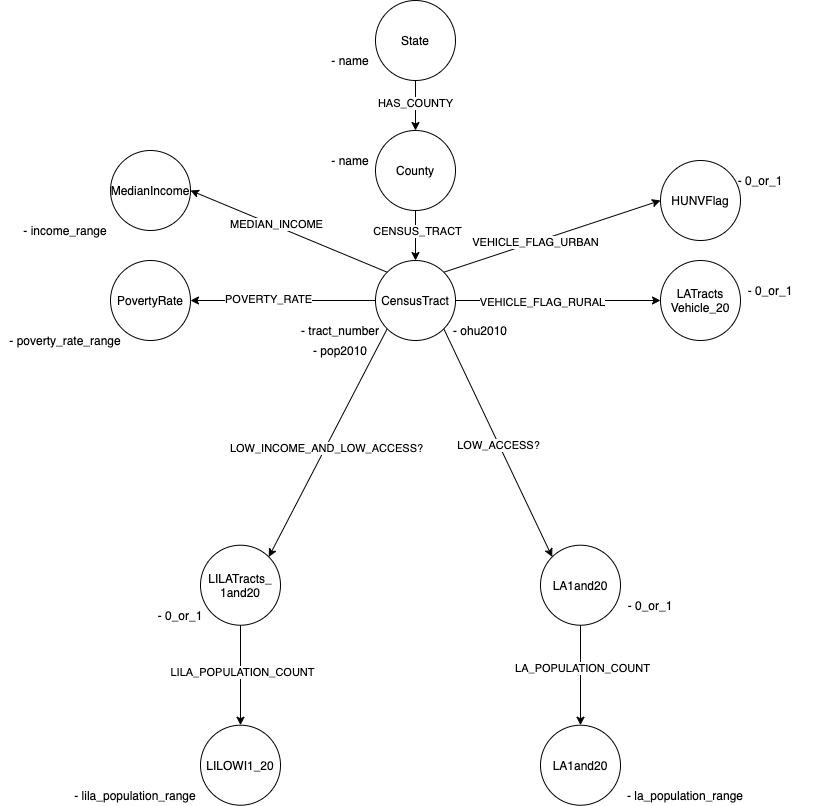 State
- name
HAS_COUNTY
- name
County
MedianIncome
- 0_or_1
HUNVFlag
- income_range
MEDIAN_INCOME
CENSUS_TRACT
VEHICLE_FLAG_URBAN
PovertyRate
POVERTY_RATE
CensusTract
VEHICLE_FLAG_RURAL
LATracts
Vehicle_20
- 0_or_1
- poverty_rate_range
- tract_number
- pop2010
- ohu2010
LOW_INCOME_AND_LOW_ACCESS?
LOW_ACCESS?
LILATracts_
1and20
- 0_or_1
LA1and20
- 0_or_1
LILA_POPULATION_COUNT
LA_POPULATION_COUNT
LILOWI1_20
- lila_population_range
LA1and20
- la_population_range